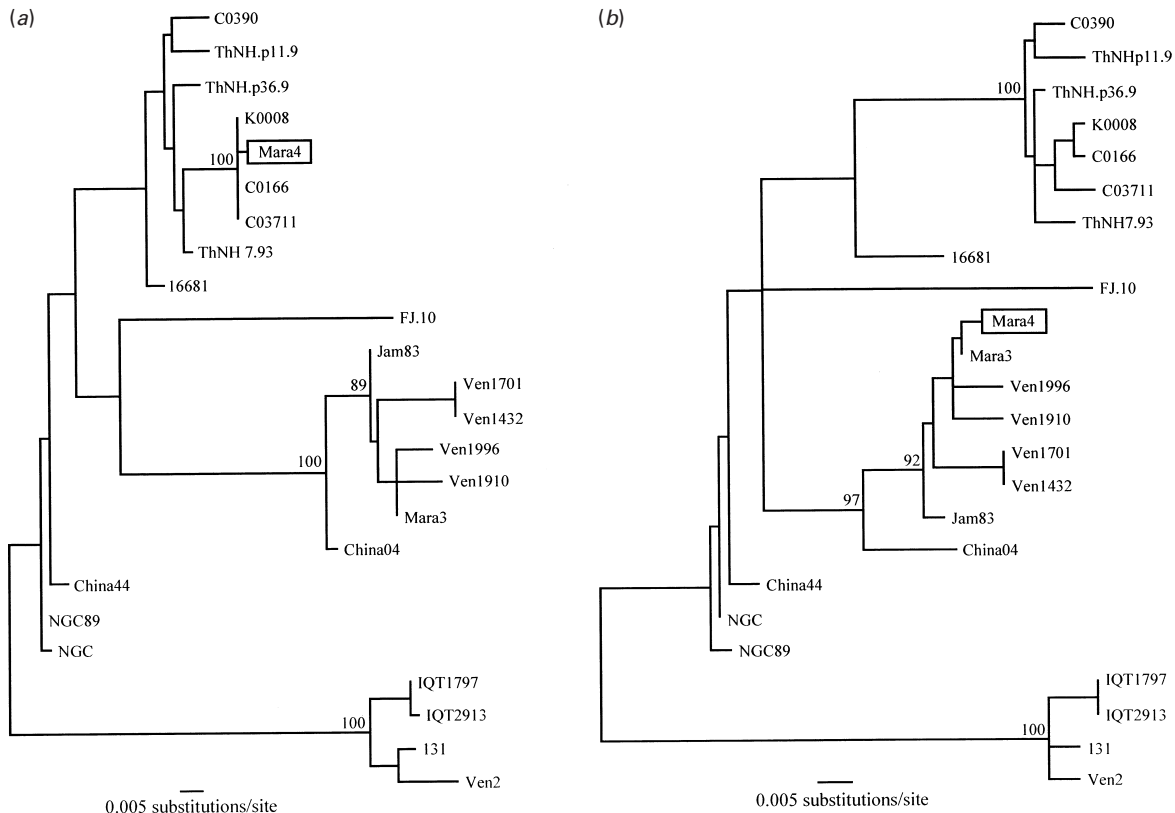 (a)
C0390
ThNH.p11.9
ThNH.p36.9
K0008
100
Mara4
C0166
C03711
ThNH 7.93
16681
FJ.10
Jam83
89
Ven1701
Ven1432
Ven1996
100
Ven1910
Mara3
China04
China44
NGC89
NGC
IQT1797
100
IQT2913
131
Ven2
0.005 substitutions/site
(b)
C0390
ThNHp11.9
100
ThNH.p36.9
K0008
C0166
C03711
ThNH7.93
16681
FJ.10
Mara4
Mara3
Ven1996
Ven1910
92
Ven1701
Ven1432
97
Jam83
China04
China44
NGC
NGC89
IQT1797
IQT2913
100
131
Ven2
0.005 substitutions/site